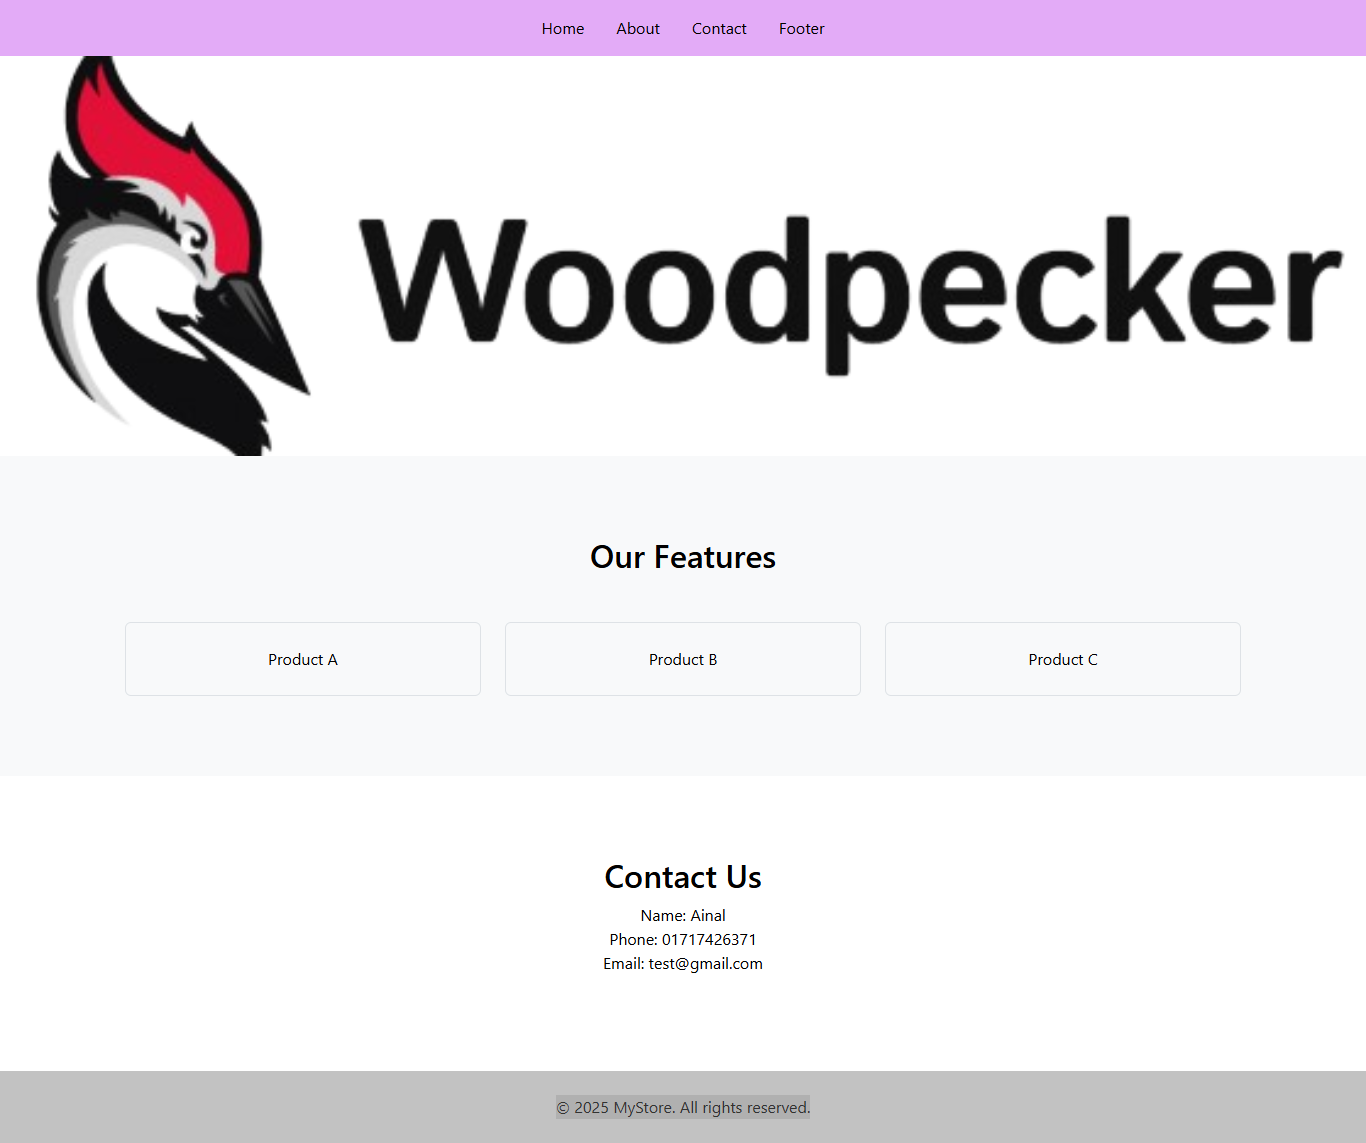 Home About Contact Footer
Woodpecker
Our Features
Product A Product B Product C
Contact Us
Name: Ainal
Phone: 01717426371
Email: test@gmail.com
© 2025 MyStore. All rights reserved.